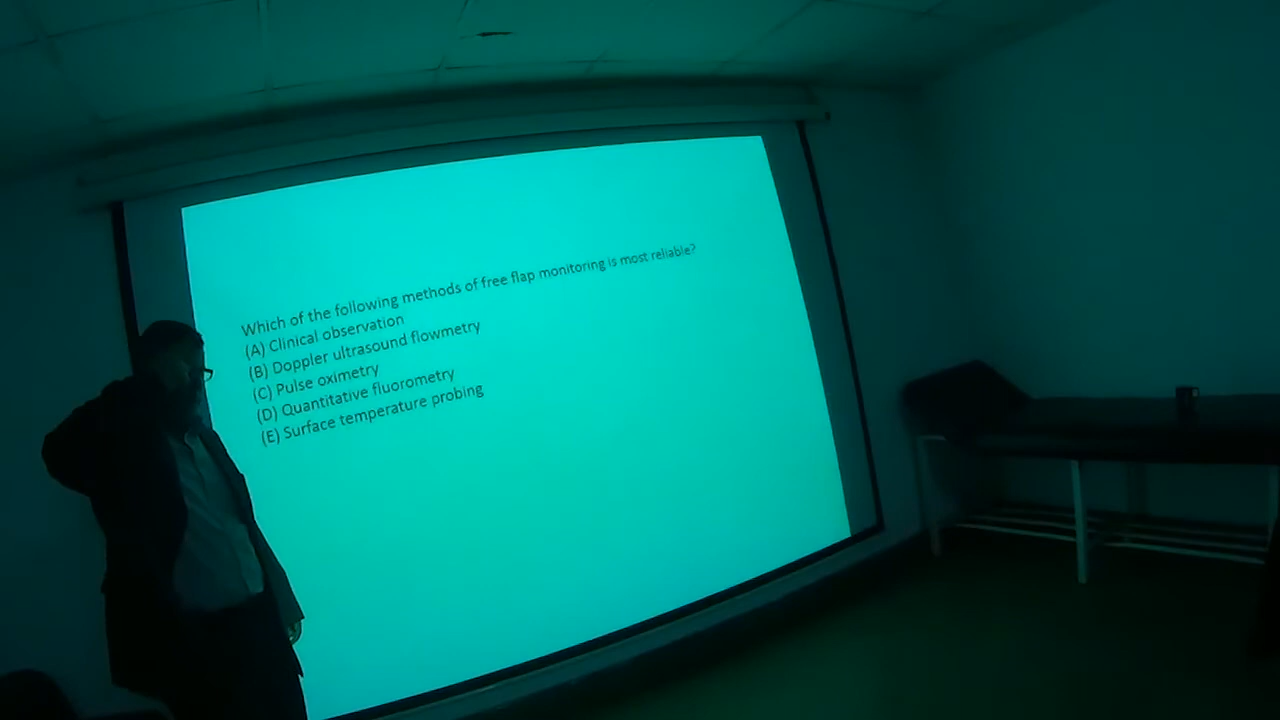 Which of the following methods of free flap monitoring is most reliable?
(A) Clinical observation
(B) Doppler ultrasound flowmetry
(C) Pulse oximetry
(D) Quantitative fluorometry
(E) Surface temperature probing